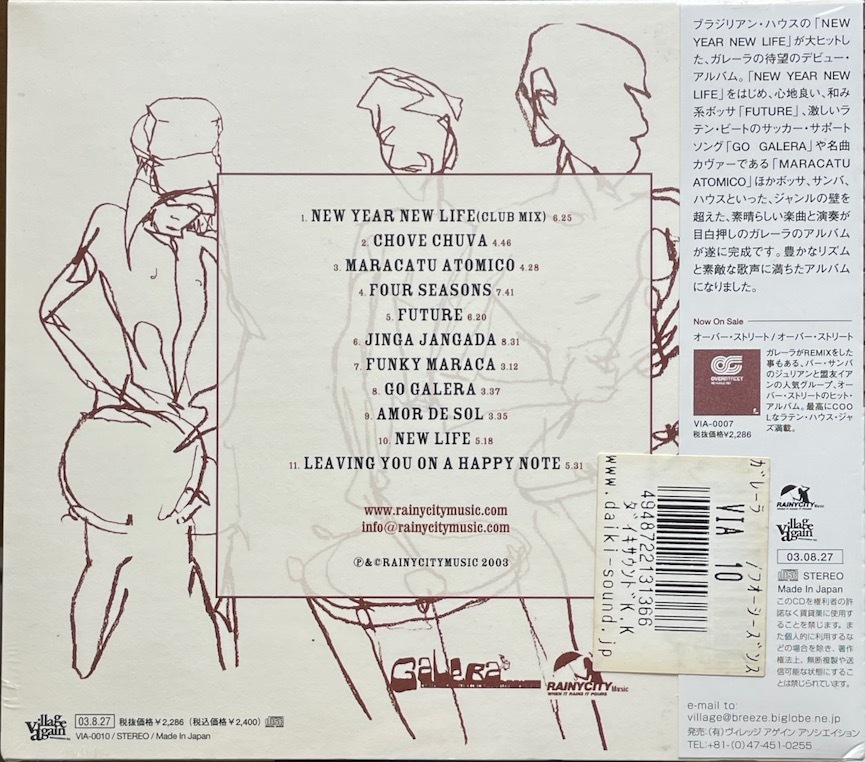 1. NEW YEAR NEW LIFE(CLUB MIX) 6.25
2. CHOVE CHUVA 4.46
3. MARACATU ATOMICO 4.28
4. FOUR SEASONS 7.41
5. FUTURE 6.20
6. JINGA JANGADA 8.31
7. FUNKY MARACA 3.12
8. GO GALERA 3.37
9. AMOR DE SOL 3.35
10. NEW LIFE 5.18
11. LEAVING YOU ON A HAPPY NOTE 5.31
www.rainycitymusic.com
info@rainycitymusic.com
Ⓟ&©RAINYCITYMUSIC 2003
GALERA
RAINYCITY Music
WHEN IT RAINS IT POURS
Village again
03.8.27 税抜価格¥2,286 (税込価格¥2,400)
VIA-0010 / STEREO / Made In Japan
ブラジリアン・ハウスの「NEW
YEAR NEW LIFE」が大ヒットし
た、ガレーラの待望のデビュー・
アルバム。「NEW YEAR NEW
LIFE」をはじめ、心地良い、和み
系ボッサ「FUTURE」、激しいラ
テン・ビートのサッカー・サポート
ソング「GO GALERA」や名曲
カヴァーである「MARACATU
ATOMICO」ほかボッサ、サンバ、
ハウスといった、ジャンルの壁を
超えた、素晴らしい楽曲と演奏が
目白押しのガレーラのアルバム
が遂に完成です。豊かなリズム
と素敵な歌声に満ちたアルバム
になりました。
Now On Sale
オーバー・ストリート/オーバー・ストリート
ガレーラがREMIXをした
事もある、バー・サンバ
のジュリアンと盟友イア
ンの人気グループ、オー
バー・ストリートのヒット・
アルバム。最高にCOO
Lなラテン・ハウス・ジャ
ズ満載。
OVERSTREET
VIA-0007
税抜価格¥2,286
ガレーラ /フォーシーズンス
VIA 10
4948722131366
ダイキサウンドK.K
www.daiki-sound.jp
RAINYCITY Music
WHEN IT RAINS IT POURS
Village again
03.08.27
STEREO
Made In Japan
このCDを権利者の許
諾なく賃貸業に使用す
ることを禁じます。ま
た個人的に利用するな
どの場合を除き、著作
権法上、無断複製や送
信可能な状態にするこ
とは禁じられています。
e-mail to:
village@breeze.biglobe.ne.jp
発売:(有)ヴィレッジ アゲイン アソシエイション
TEL:+81-(0)47-451-0255